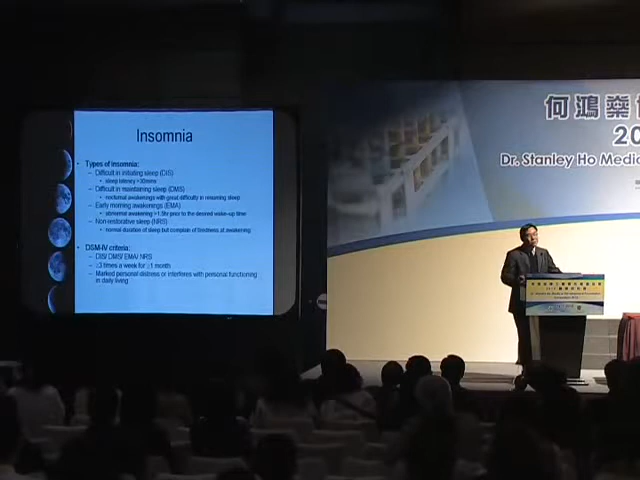 Insomnia
• Types of Insomnia:
– Difficult in initiating sleep (DIS)
• sleep latency >30mins
– Difficult in maintaining sleep (DMS)
• nocturnal awakenings with great difficulty in resuming sleep
– Early morning awakenings (EMA)
• abnormal awakening >1.5hr prior to the desired wake-up time
– Non-restorative sleep (NRS)
• normal duration of sleep but complain of tiredness at awakening
• DSM-IV criteria:
– DIS/ DMS/ EMA/ NRS
– ≥3 times a week for ≥1 month
– Marked personal distress or interferes with personal functioning
in daily living
何鴻燊
20
Dr. Stanley Ho Medic